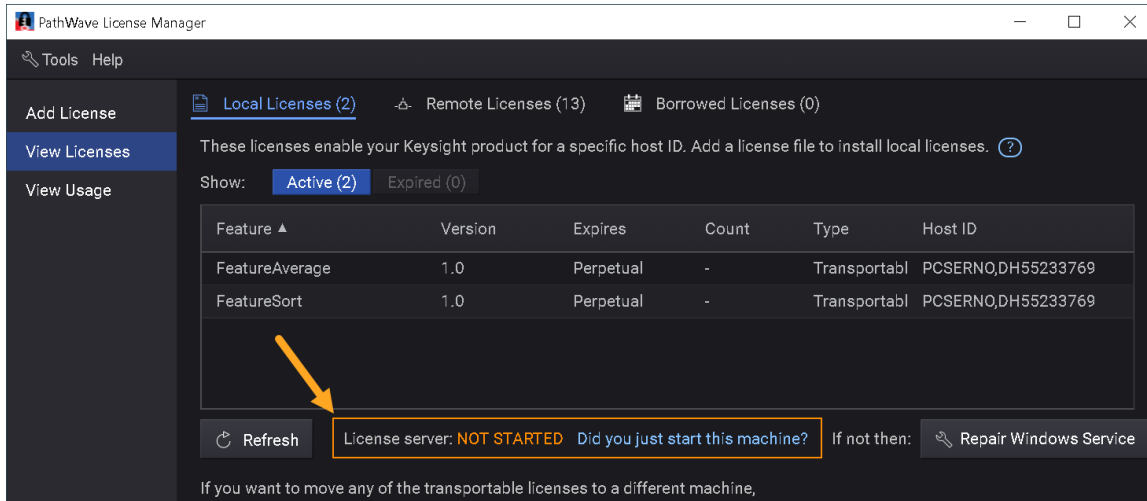 PathWave License Manager
Tools Help
Add License
View Licenses
View Usage
Local Licenses (2) Remote Licenses (13) Borrowed Licenses (0)
These licenses enable your Keysight product for a specific host ID. Add a license file to install local licenses. ?
Show: Active (2) Expired (0)
Feature ▲ Version Expires Count Type Host ID
FeatureAverage 1.0 Perpetual - Transportabl PCSERNO,DH55233769
FeatureSort 1.0 Perpetual - Transportabl PCSERNO,DH55233769
Refresh License server: NOT STARTED Did you just start this machine? If not then: Repair Windows Service
If you want to move any of the transportable licenses to a different machine,